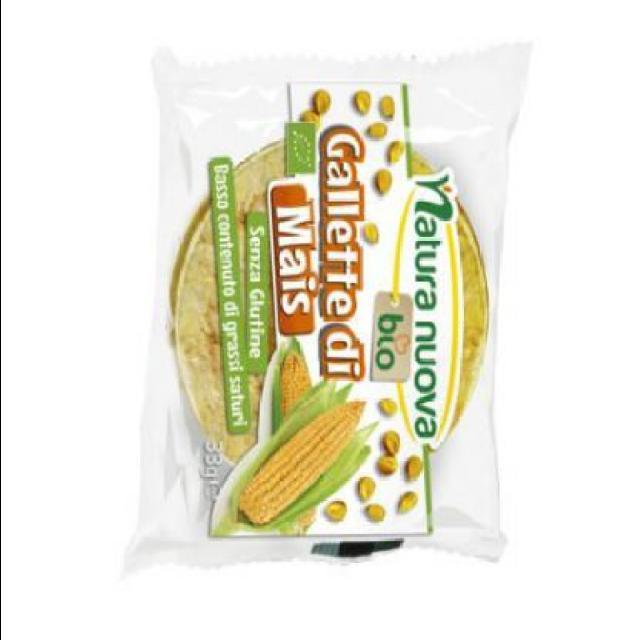 natura nuova
bio
Gallette di
Mais
Senza Glutine
Basso contenuto di grassi saturi